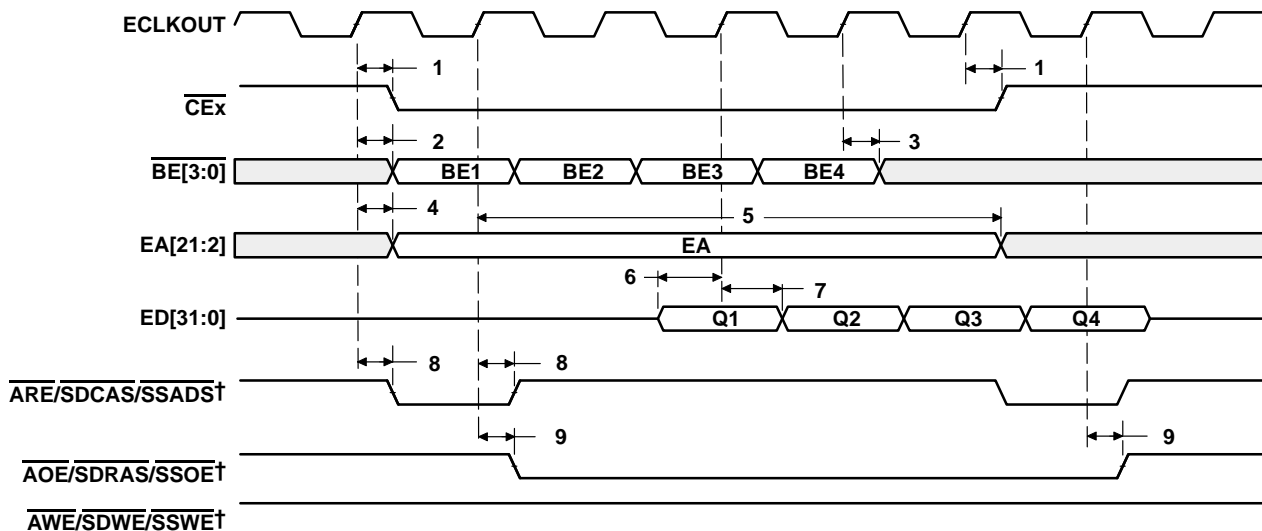 ECLKOUT
1 1
CEx
2 3
BE[3:0] BE1 BE2 BE3 BE4
4 5
EA[21:2] EA
6 7
ED[31:0] Q1 Q2 Q3 Q4
8 8
ARE/SDCAS/SSADS†
9 9
AOE/SDRAS/SSOE†
AWE/SDWE/SSWE†